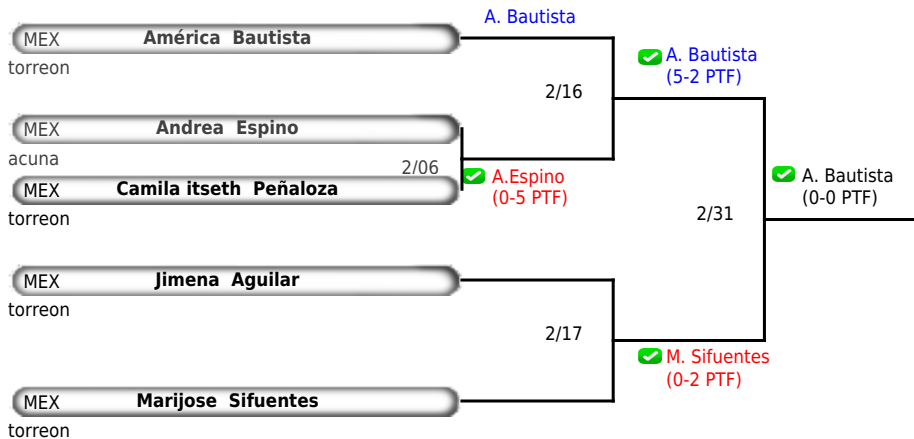 A. Bautista
MEX América Bautista
torreon
A. Bautista
(5-2 PTF)
2/16
MEX Andrea Espino
acuna
2/06
A.Espino
(0-5 PTF)
MEX Camila itseth Peñaloza
torreon
A. Bautista
(0-0 PTF)
2/31
MEX Jimena Aguilar
torreon
2/17
M. Sifuentes
(0-2 PTF)
MEX Marijose Sifuentes
torreon